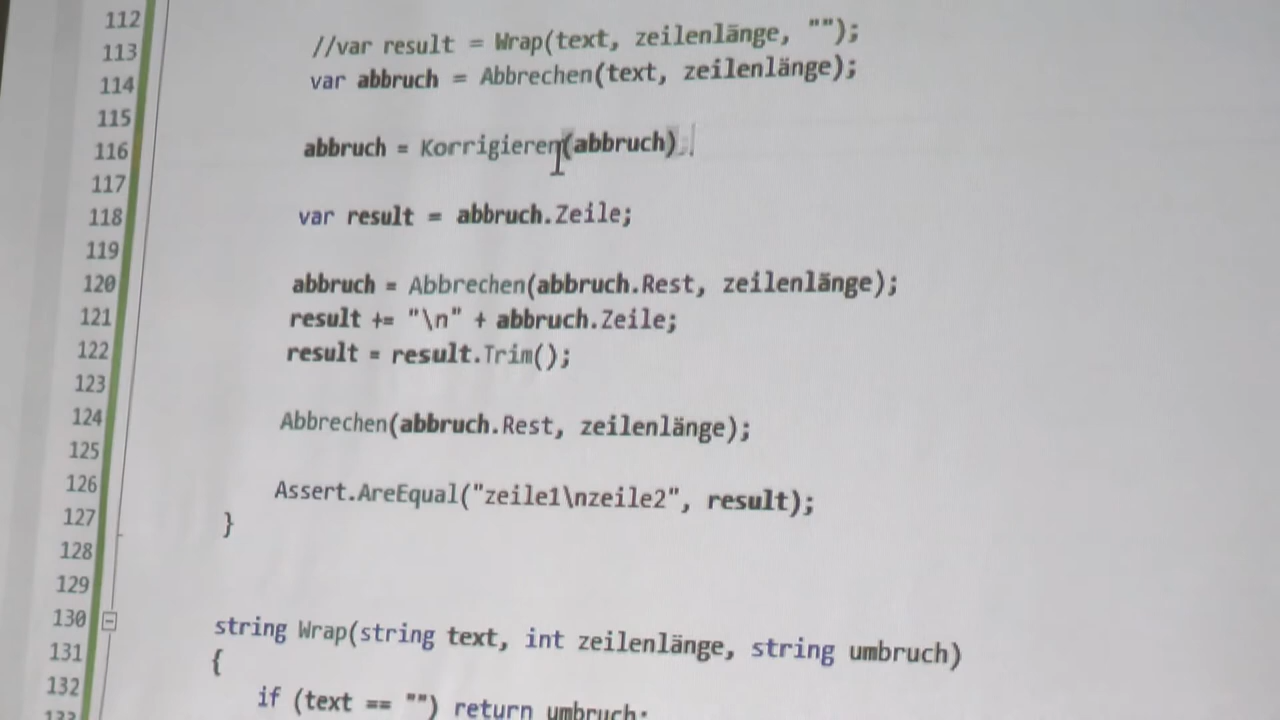 112
113 //var result = Wrap(text, zeilenlänge, "");
114 var abbruch = Abbrechen(text, zeilenlänge);
115
116 abbruch = Korrigieren(abbruch)
117
118 var result = abbruch.Zeile;
119
120 abbruch = Abbrechen(abbruch.Rest, zeilenlänge);
121 result += "\n" + abbruch.Zeile;
122 result = result.Trim();
123
124 Abbrechen(abbruch.Rest, zeilenlänge);
125
126 Assert.AreEqual("zeile1\nzeile2", result);
127 }
128
129
130 string Wrap(string text, int zeilenlänge, string umbruch)
131 {
132 if (text == "") return umbruch;
133